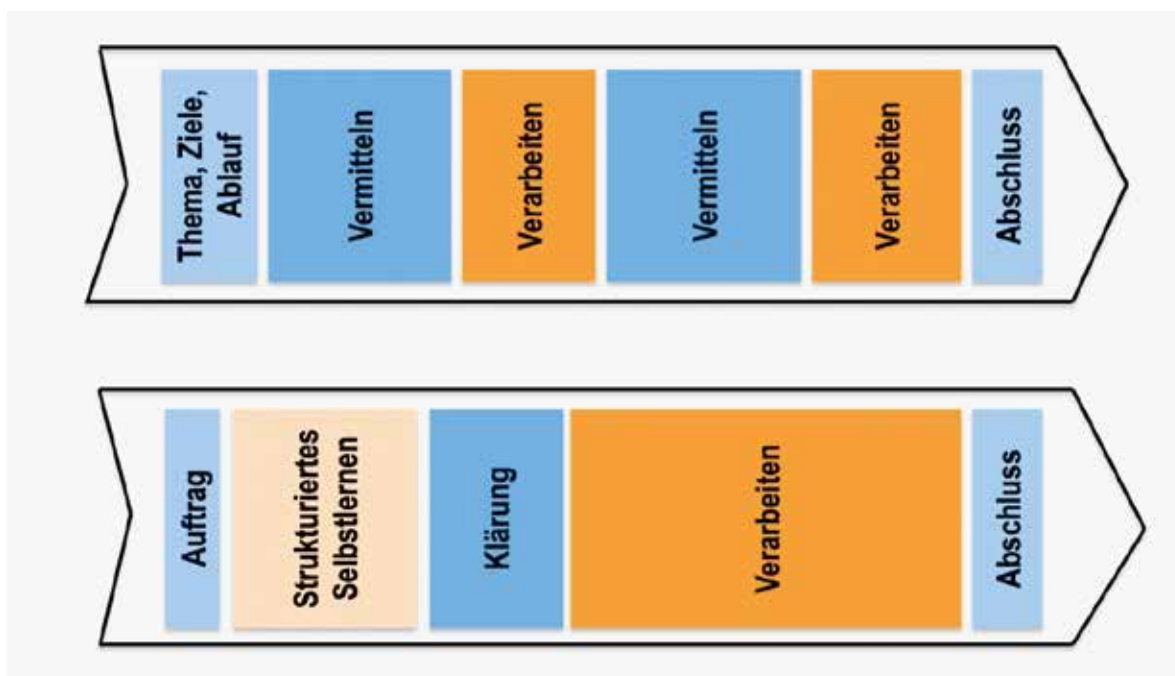 Thema, Ziele,
Ablauf
Vermitteln
Verarbeiten
Vermitteln
Verarbeiten
Abschluss
Auftrag
Strukturiertes
Selbstlernen
Klärung
Verarbeiten
Abschluss